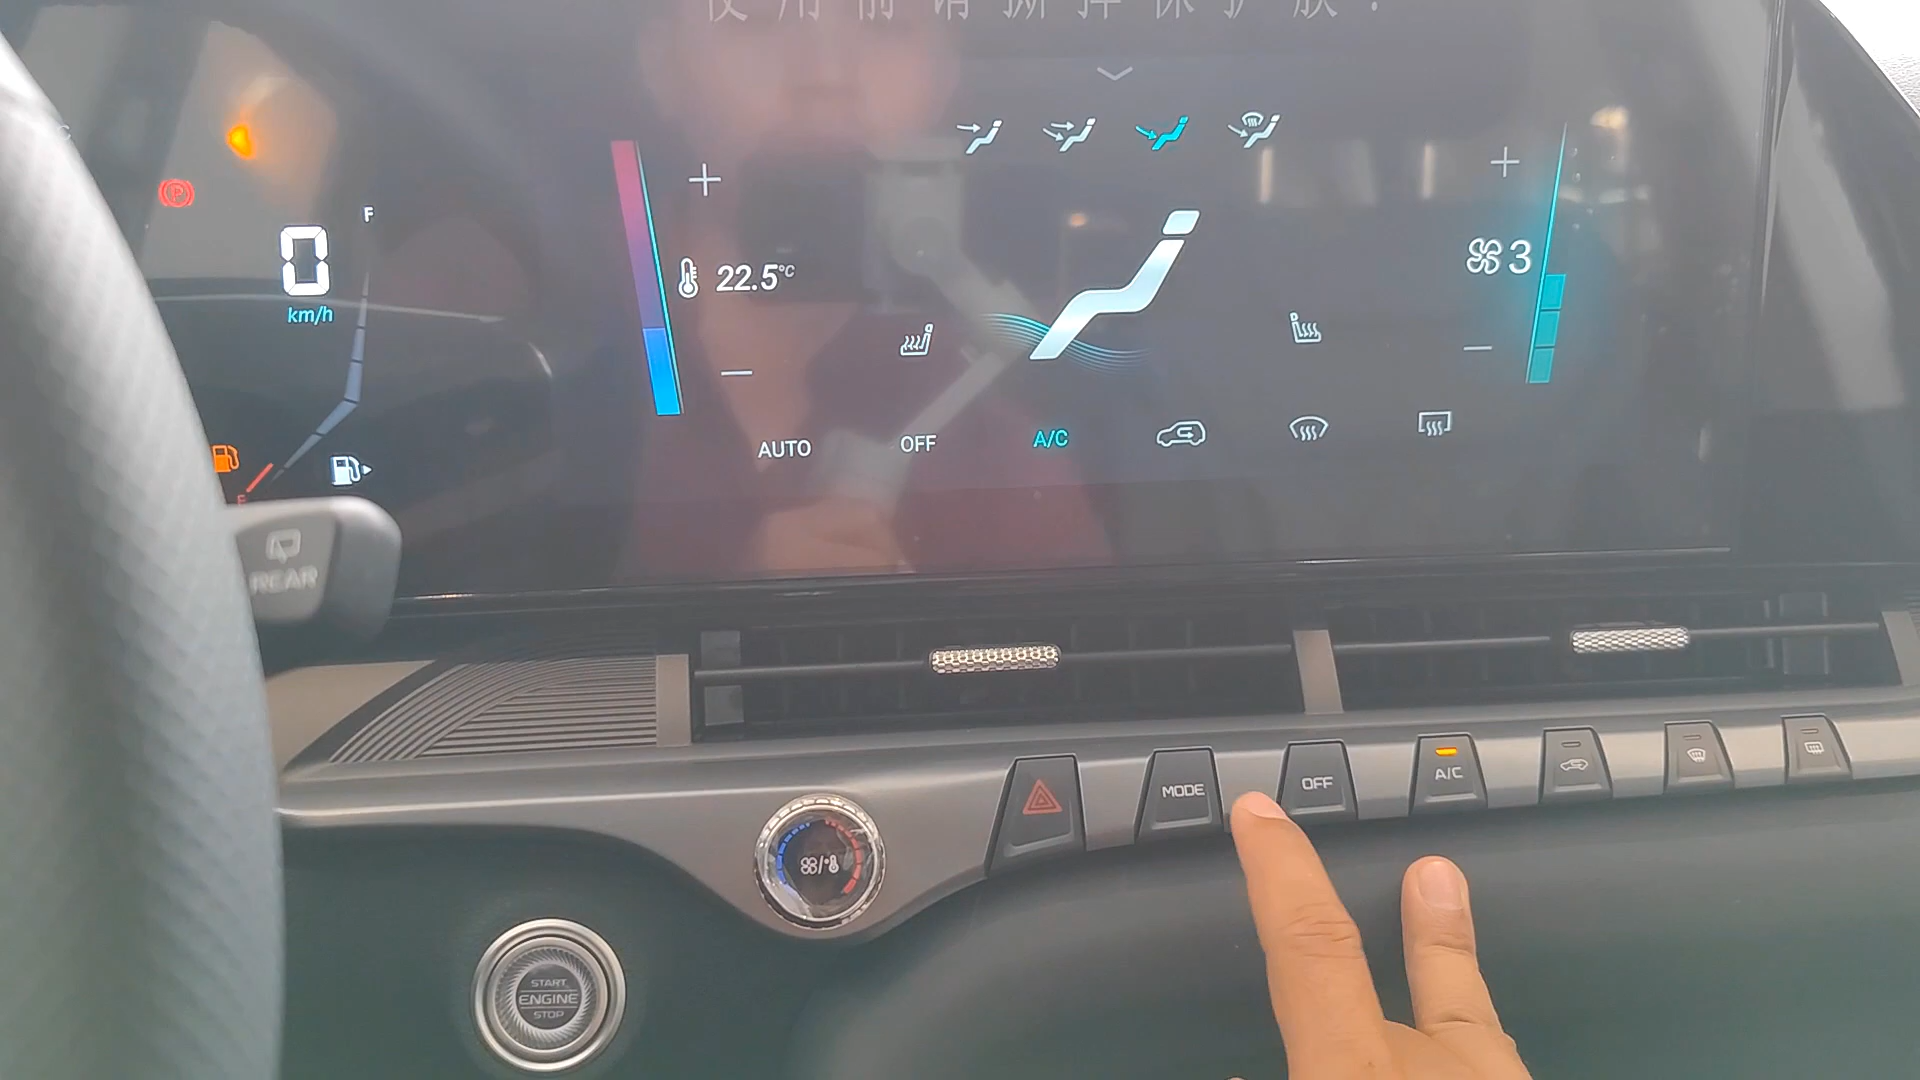 使用前请撕掉保护膜!
F
0
km/h
E
22.5°C
3
AUTO
OFF
A/C
REAR
MODE
OFF
A/C
START
ENGINE
STOP